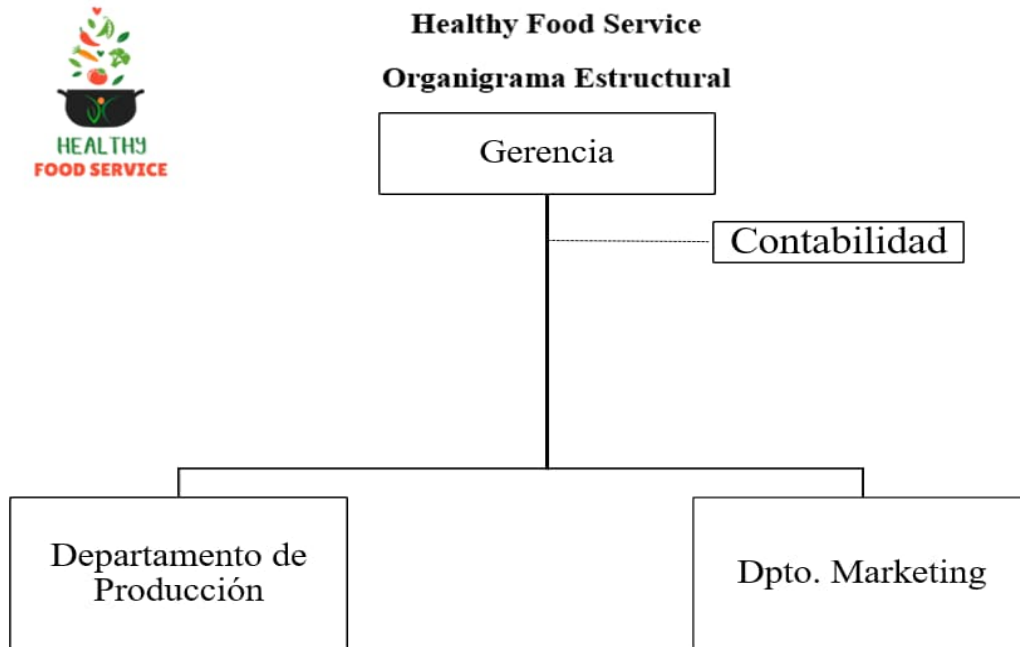 Healthy Food Service
Organigrama Estructural
HEALTHY
FOOD SERVICE
Gerencia
Contabilidad
Departamento de
Producción
Dpto. Marketing